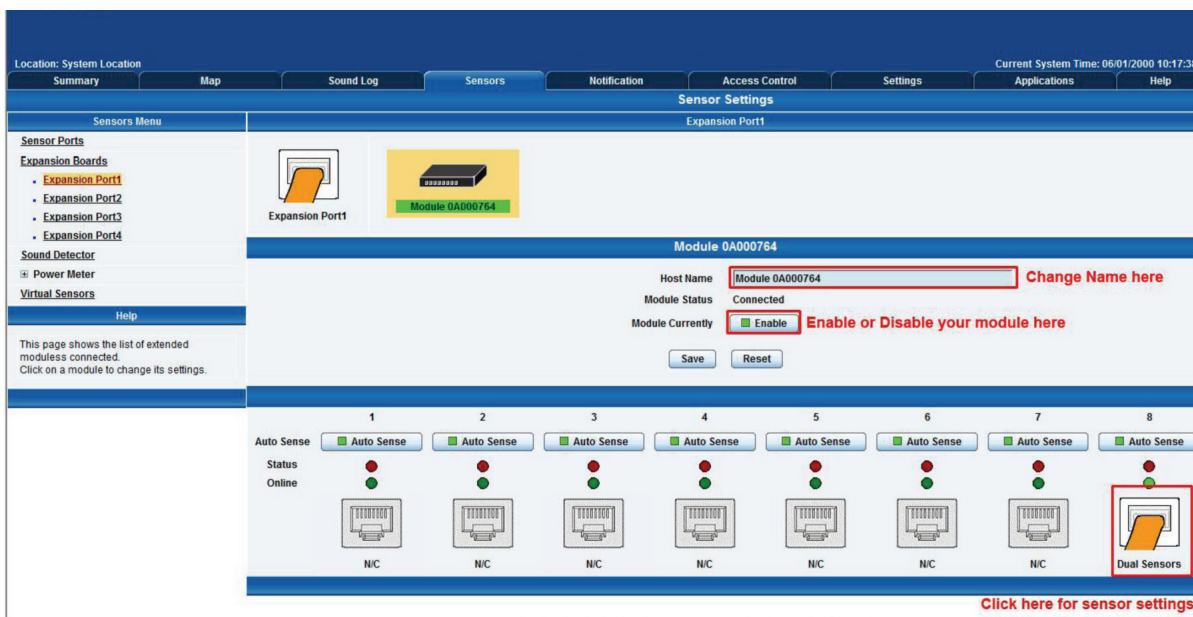 Location: System Location
Current System Time: 06/01/2000 10:17:38
Summary Map Sound Log Sensors Notification Access Control Settings Applications Help
Sensor Settings
Sensors Menu
Sensor Ports
Expansion Boards
Expansion Port1
Expansion Port2
Expansion Port3
Expansion Port4
Sound Detector
Power Meter
Virtual Sensors
Help
This page shows the list of extended
moduless connected.
Click on a module to change its settings.
Expansion Port1
Expansion Port1
Module 0A000764
Module 0A000764
Host Name Module 0A000764 Change Name here
Module Status Connected
Module Currently Enable Enable or Disable your module here
Save Reset
1 2 3 4 5 6 7 8
Auto Sense Auto Sense Auto Sense Auto Sense Auto Sense Auto Sense Auto Sense Auto Sense Auto Sense
Status
Online
N/C N/C N/C N/C N/C N/C N/C Dual Sensors
Click here for sensor settings